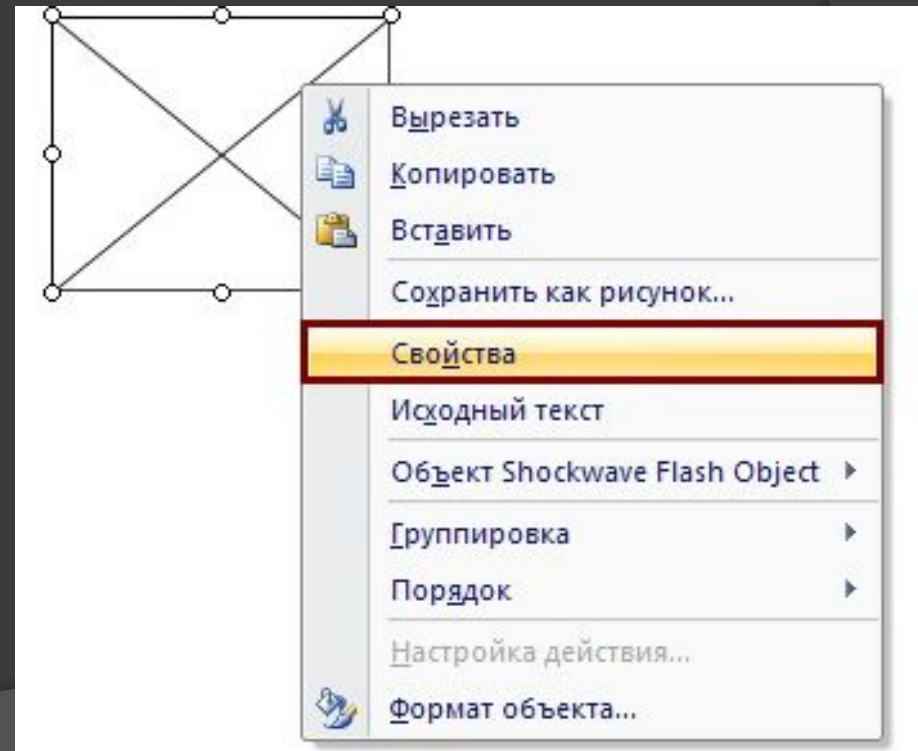 Вырезать
Копировать
Вставить
Сохранить как рисунок...
Свойства
Исходный текст
Объект Shockwave Flash Object
Группировка
Порядок
Настройка действия...
Формат объекта...